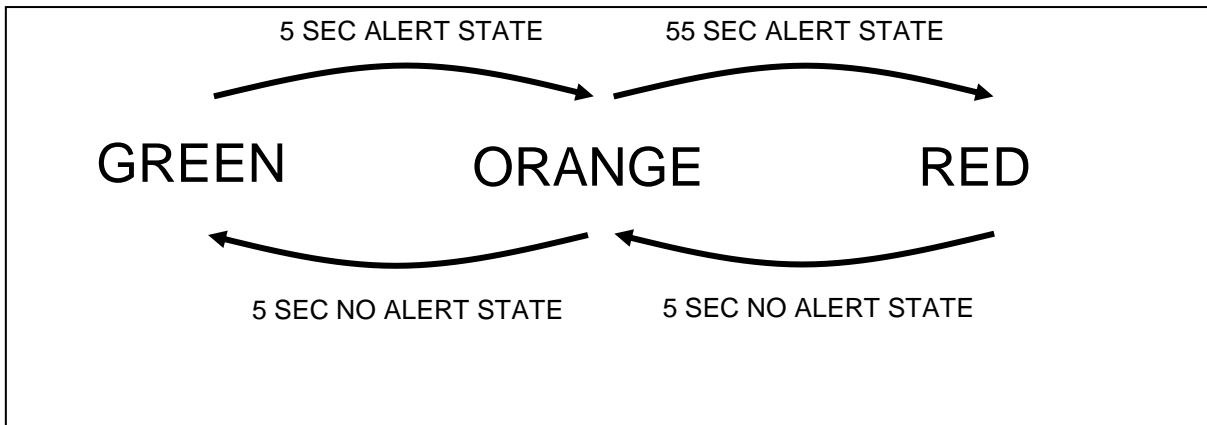 5 SEC ALERT STATE
55 SEC ALERT STATE
GREEN
ORANGE
RED
5 SEC NO ALERT STATE
5 SEC NO ALERT STATE